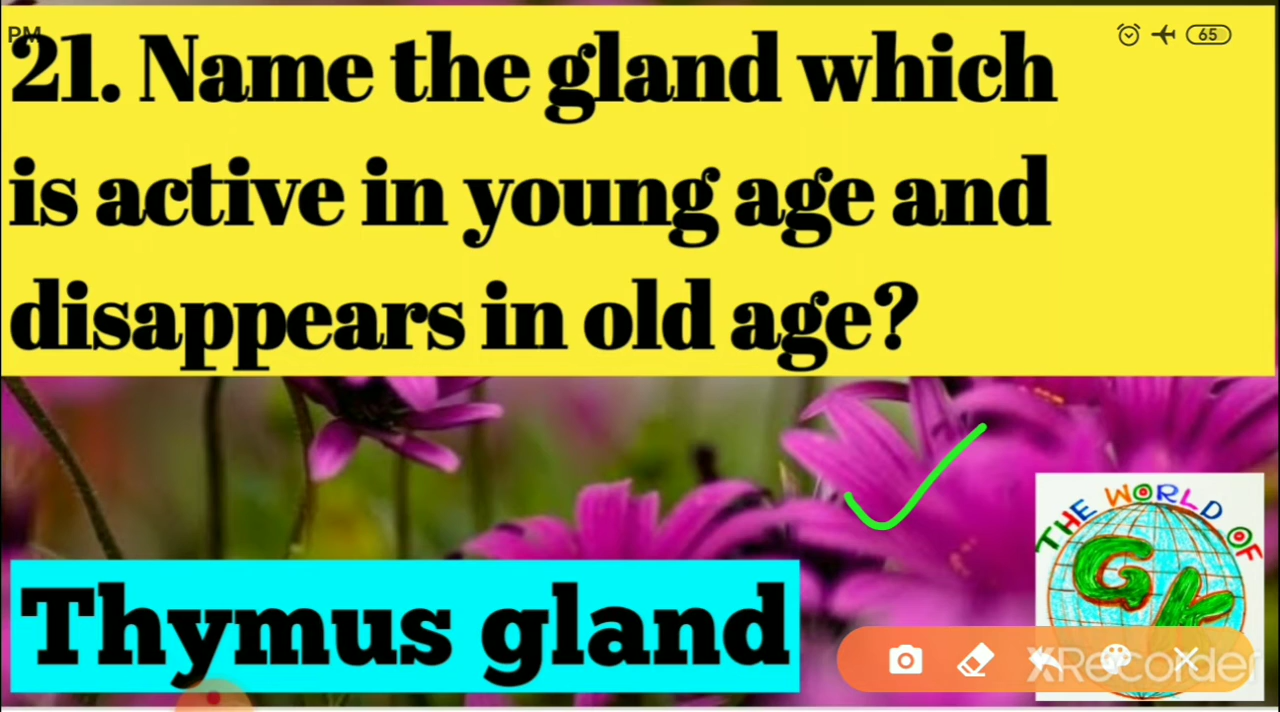 PM
65
21. Name the gland which
is active in young age and
disappears in old age?
THE WORLD OF
GK
Thymus gland
XRecorder